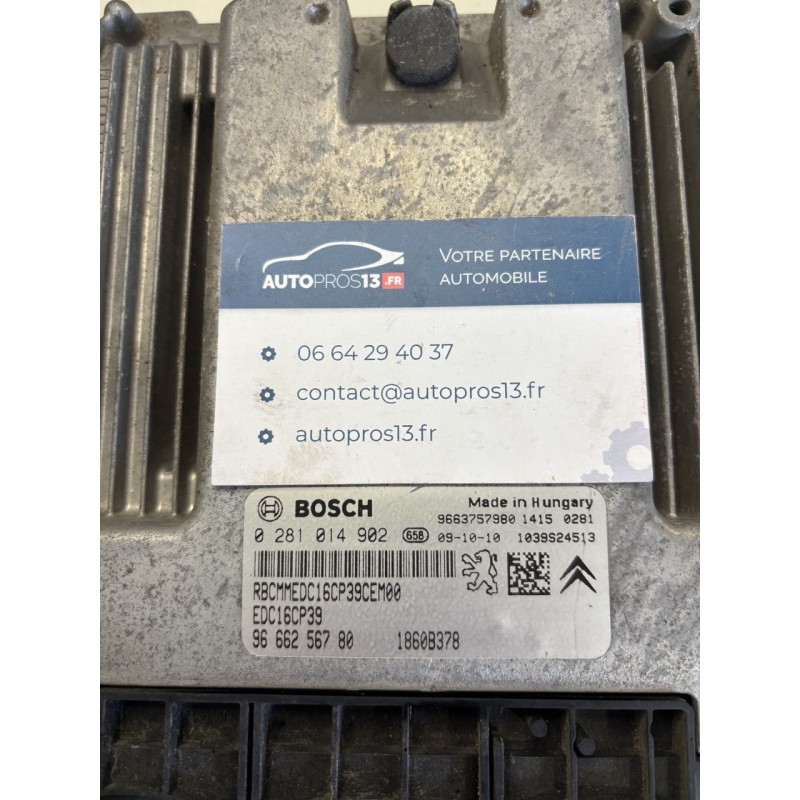 AUTOPROS13.FR
VOTRE PARTENAIRE
AUTOMOBILE
06 64 29 40 37
contact@autopros13.fr
autopros13.fr
BOSCH
Made in Hungary
9663757980 1415 0281
0 281 014 902 658 09-10-10 1039S24513
RBCMMEDC16CP39CEM00
EDC16CP39
96 662 567 80 1860B378